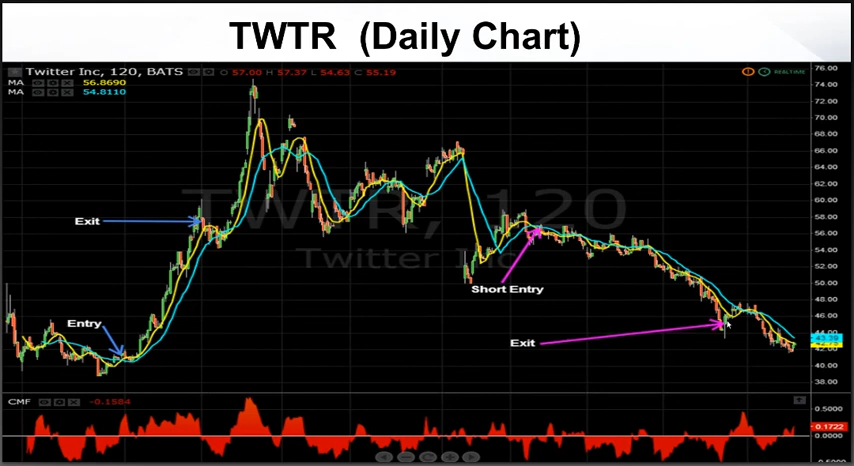 TWTR (Daily Chart)
Twitter Inc, 120, BATS O 57.00 H 57.37 L 54.63 C 55.19
MA 56.8690
MA 54.8110
REALTIME
TWTR, 120
Twitter Inc
Exit
Entry
Short Entry
Exit
76.00
74.00
72.00
70.00
68.00
66.00
64.00
62.00
60.00
58.00
56.00
54.00
52.00
50.00
48.00
46.00
44.00
43.39
42.00
40.00
38.00
CMF -0.1584
0.5000
0.1722
0.0000